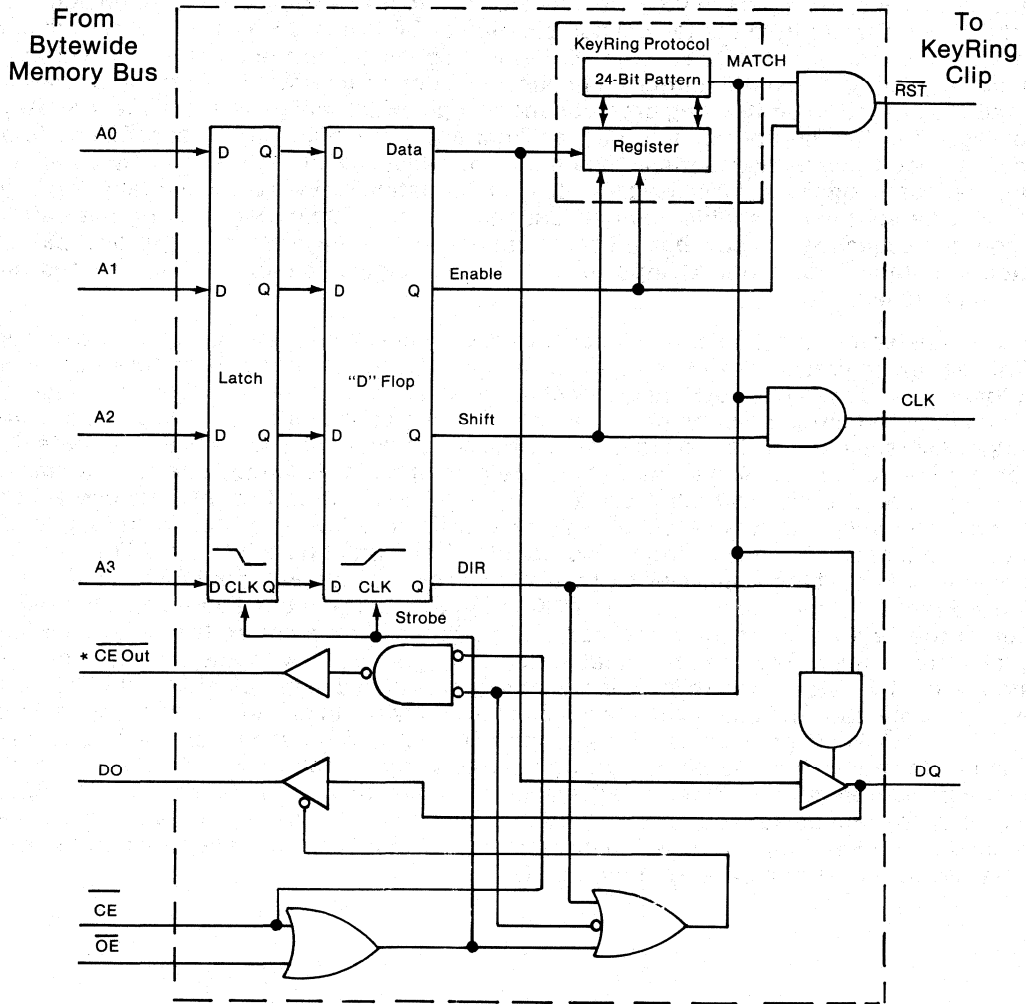 From
Bytewide
Memory Bus
To
KeyRing
Clip
KeyRing Protocol
24-Bit Pattern
MATCH
RST
Register
A0
D Q
D Data
A1
Enable
D Q
D Q
Latch
"D" Flop
A2
Shift
CLK
D Q
D Q
A3
DIR
D CLK Q
D CLK Q
Strobe
* CE Out
DO
DQ
CE
OE